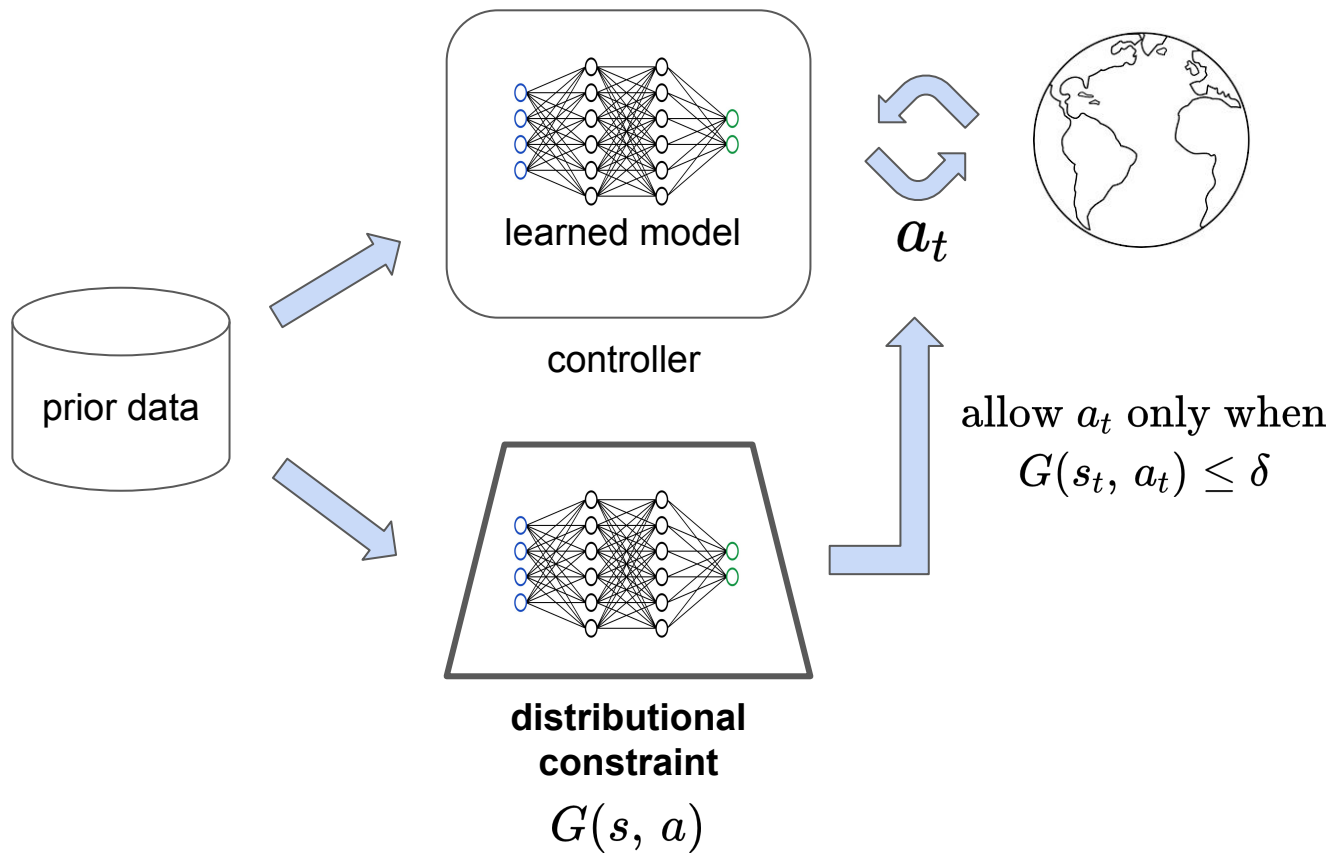 learned model
a_t
controller
prior data
allow a_t only when
G(s_t, a_t) ≤ δ
distributional
constraint
G(s, a)